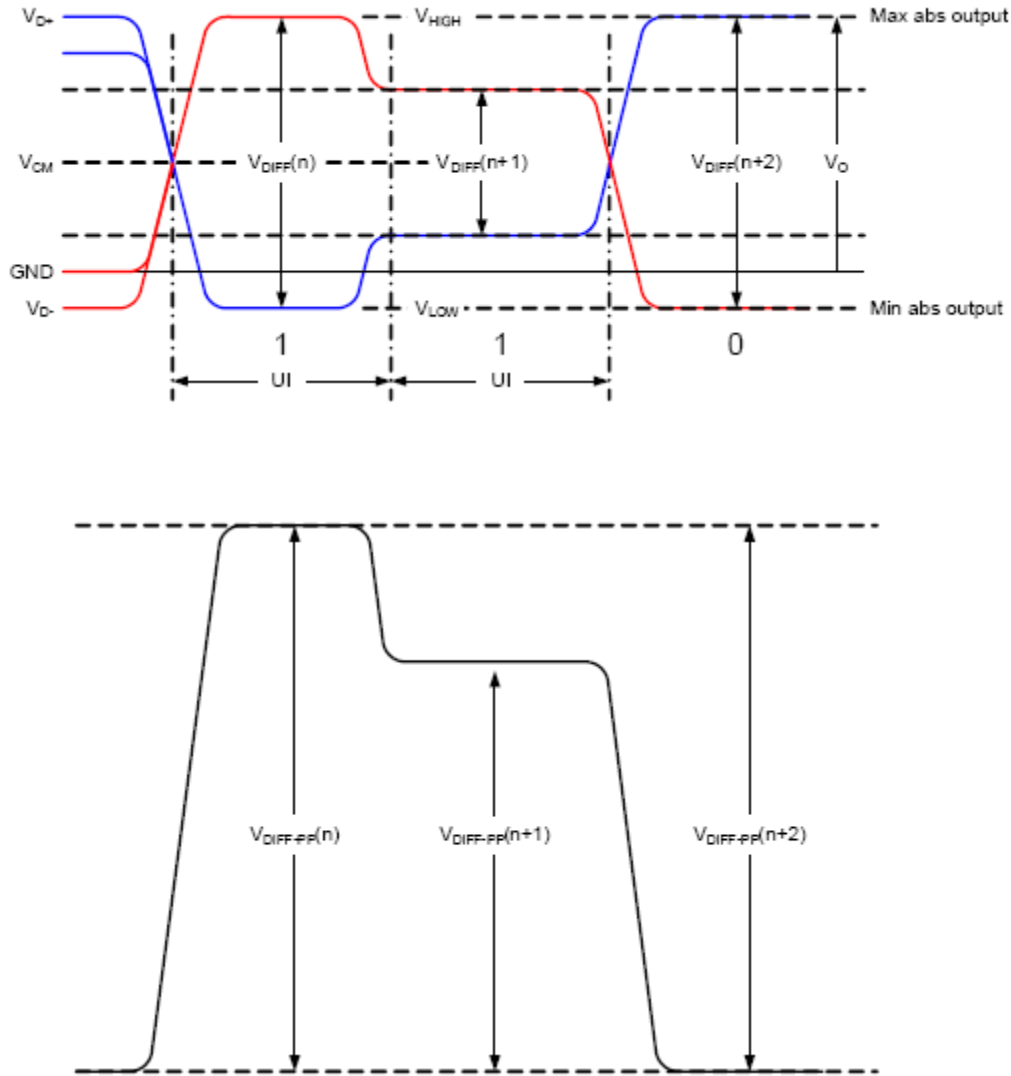 VD+
VHIGH
Max abs output
VCM
VDIFF(n)
VDIFF(n+1)
VDIFF(n+2)
VO
GND
VD-
VLOW
Min abs output
1
1
0
UI
UI
VDIFF-PP(n)
VDIFF-PP(n+1)
VDIFF-PP(n+2)